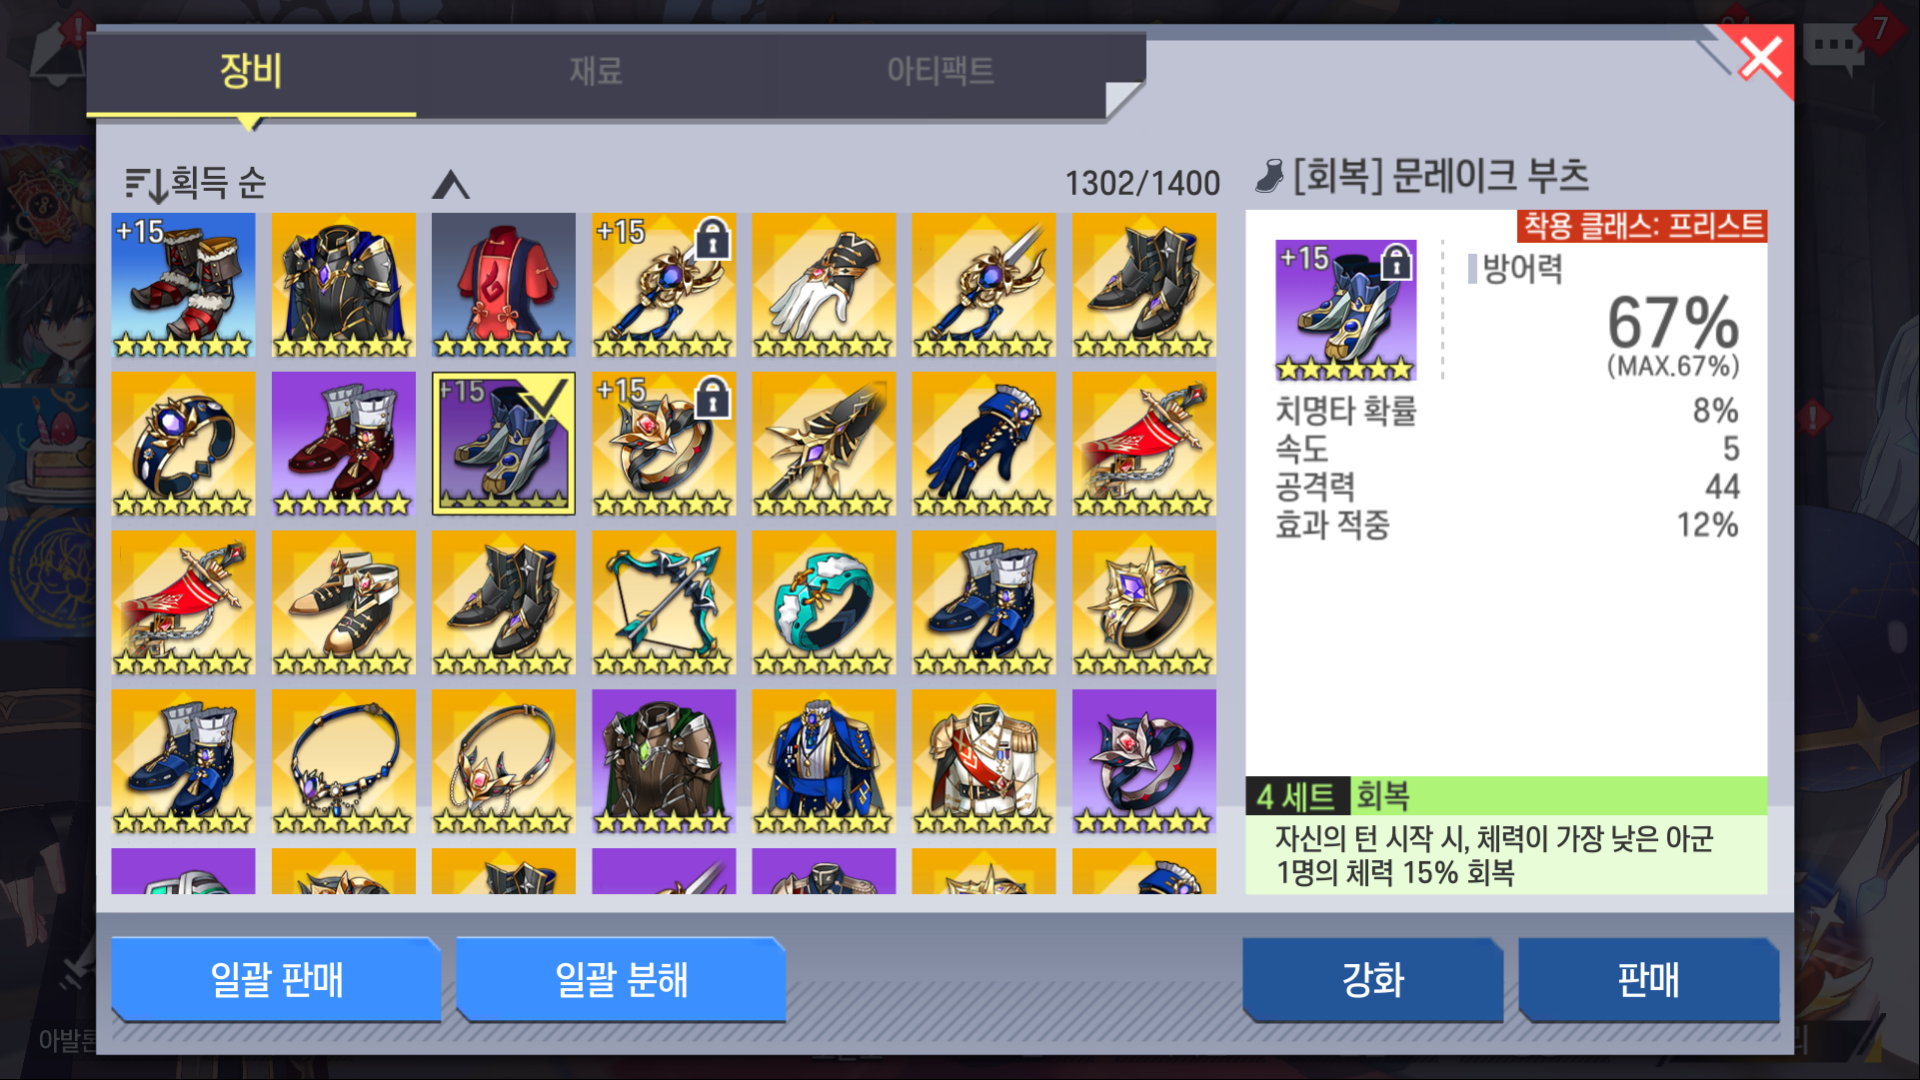 7
장비
재료
아티팩트
획득 순
1302/1400
[회복] 문레이크 부츠
착용 클래스: 프리스트
+15
방어력
67%
(MAX.67%)
치명타 확률 8%
속도 5
공격력 44
효과 적중 12%
+15
+15
+15
+15
4 세트 회복
자신의 턴 시작 시, 체력이 가장 낮은 아군
1명의 체력 15% 회복
일괄 판매
일괄 분해
강화
판매
아발론